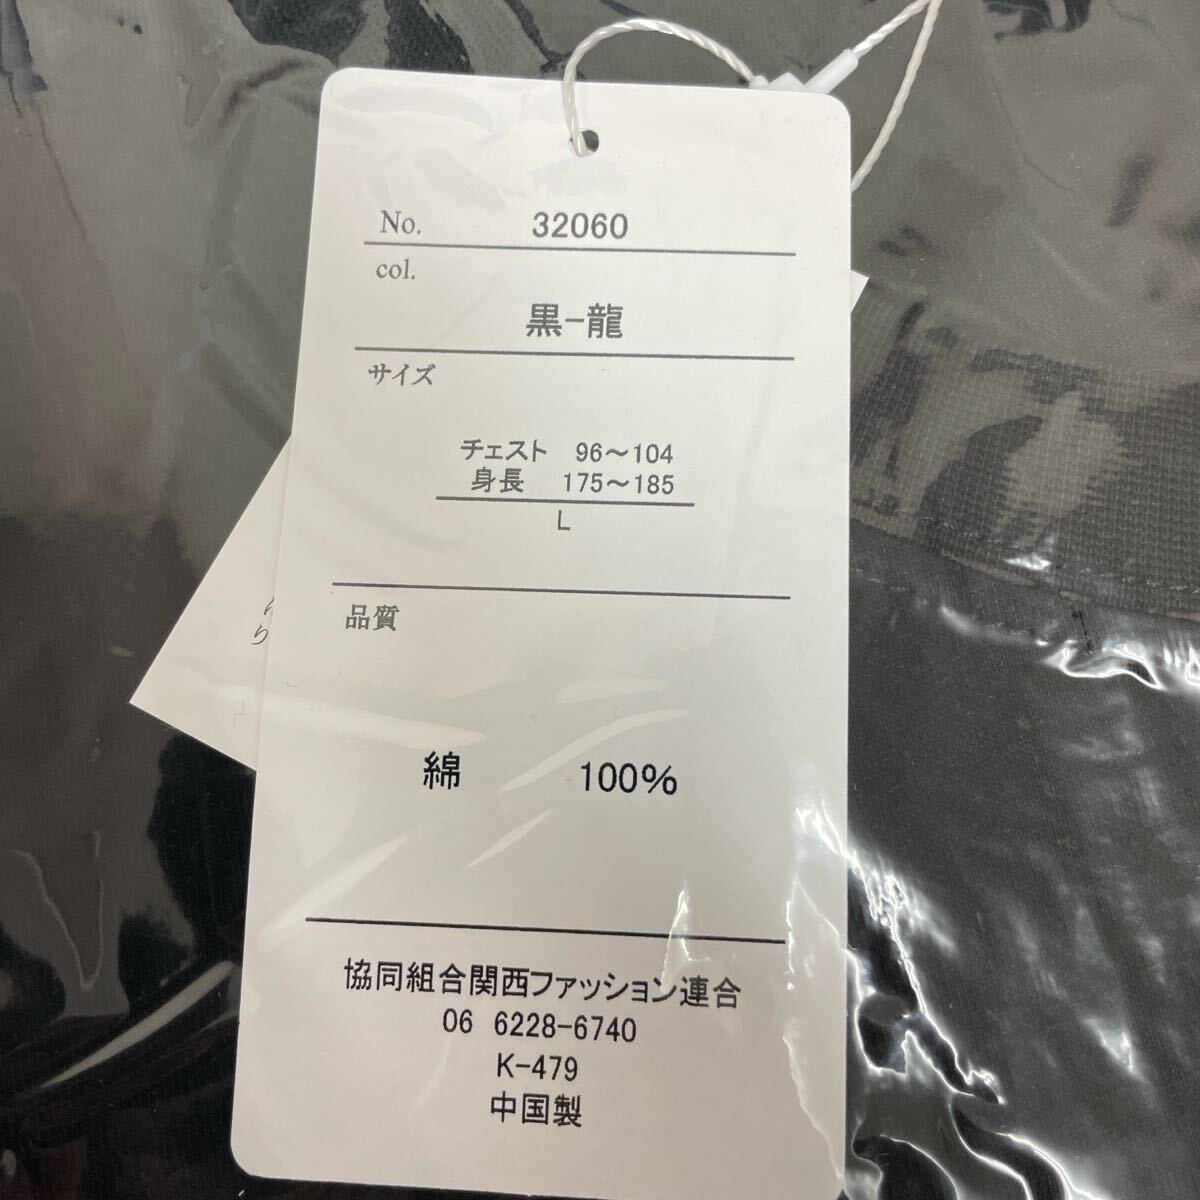 No. 32060
col.
黒-龍
サイズ
チェスト 96〜104
身長 175〜185
L
品質
綿 100%
協同組合関西ファッション連合
06 6228-6740
K-479
中国製
り